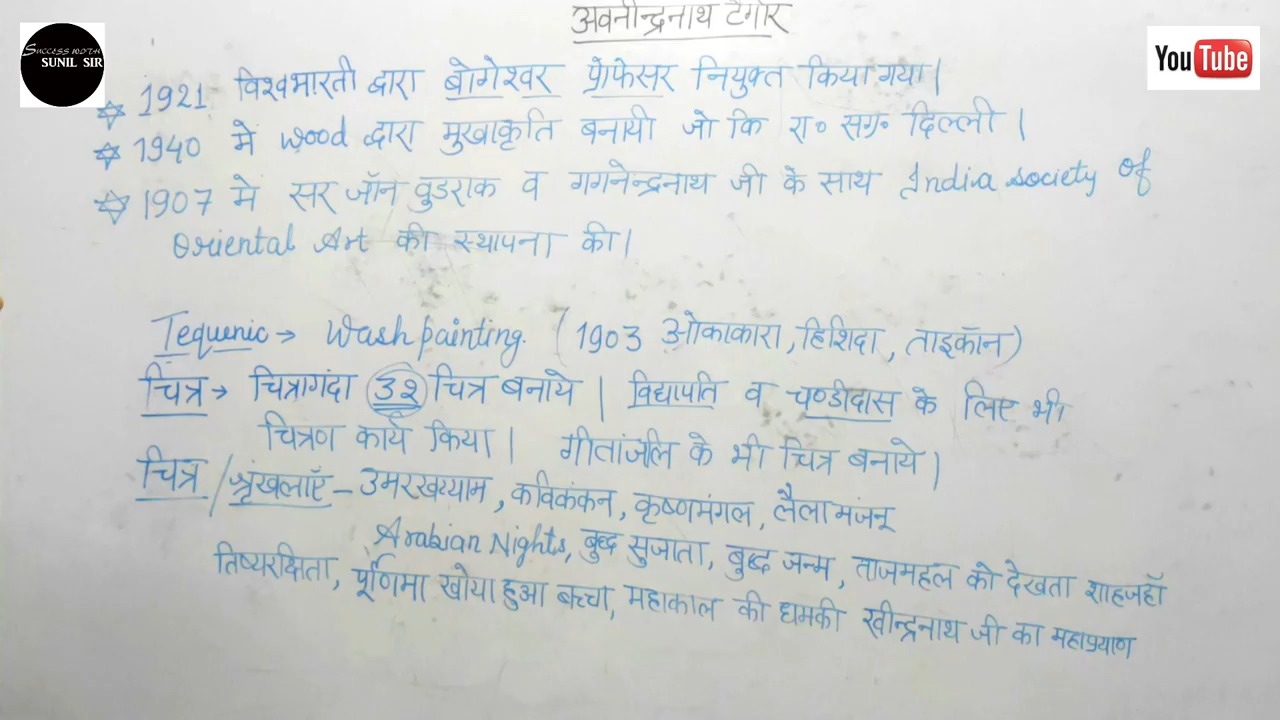 SUCCESS WITH
SUNIL SIR
YouTube
अवनीन्द्रनाथ टैगोर
1921 विश्वभारती द्वारा बोगेश्वर प्रोफेसर नियुक्त किया गया।
1940 मे wood द्वारा मुखाकृति बनायी जो कि रा० सग्र० दिल्ली।
1907 मे सर जॉन वुडराक व गगनेन्द्रनाथ जी के साथ India society of
Oriental Art की स्थापना की।
Tequenic → Wash painting. (1903 ओकाकारा, हिशिदा, ताइकॉन)
चित्र → चित्रागंदा 32 चित्र बनाये | विद्यापति व चण्डीदास के लिए भी
चित्रण कार्य किया। गीतांजलि के भी चित्र बनाये।
चित्र / श्रृंखलाएँ - उमरखय्याम, कविकंकन, कृष्णमंगल, लैला मंजनू
Arabian Nights, बुद्ध सुजाता, बुद्ध जन्म, ताजमहल को देखता शाहजहाँ
तिष्यरक्षिता, पूर्णिमा खोया हुआ बच्चा, महाकाल की धमकी रवीन्द्रनाथ जी का महाप्रयाण